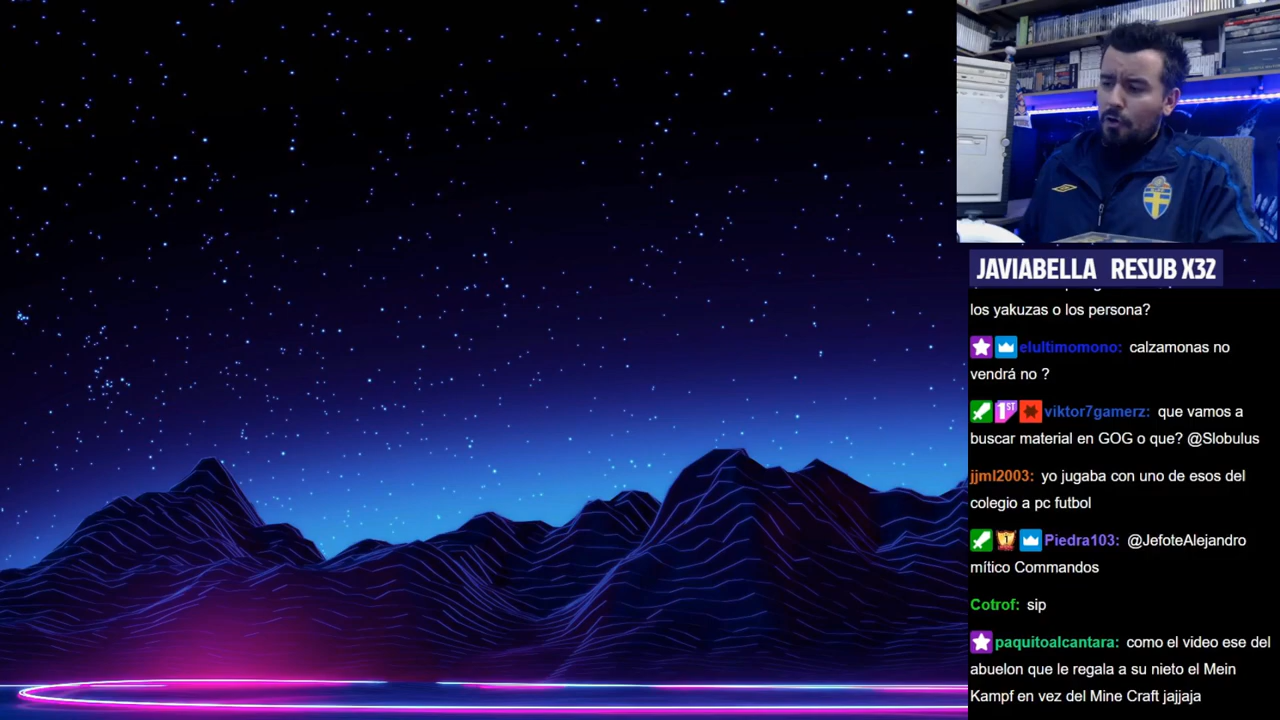 JAVIABELLA RESUB X32
los yakuzas o los persona?
elultimomono: calzamonas no
vendrá no ?
1ST viktor7gamerz: que vamos a
buscar material en GOG o que? @Slobulus
jjml2003: yo jugaba con uno de esos del
colegio a pc futbol
1 Piedra103: @JefoteAlejandro
mítico Commandos
Cotrof: sip
paquitoalcantara: como el video ese del
abuelon que le regala a su nieto el Mein
Kampf en vez del Mine Craft jajjaja